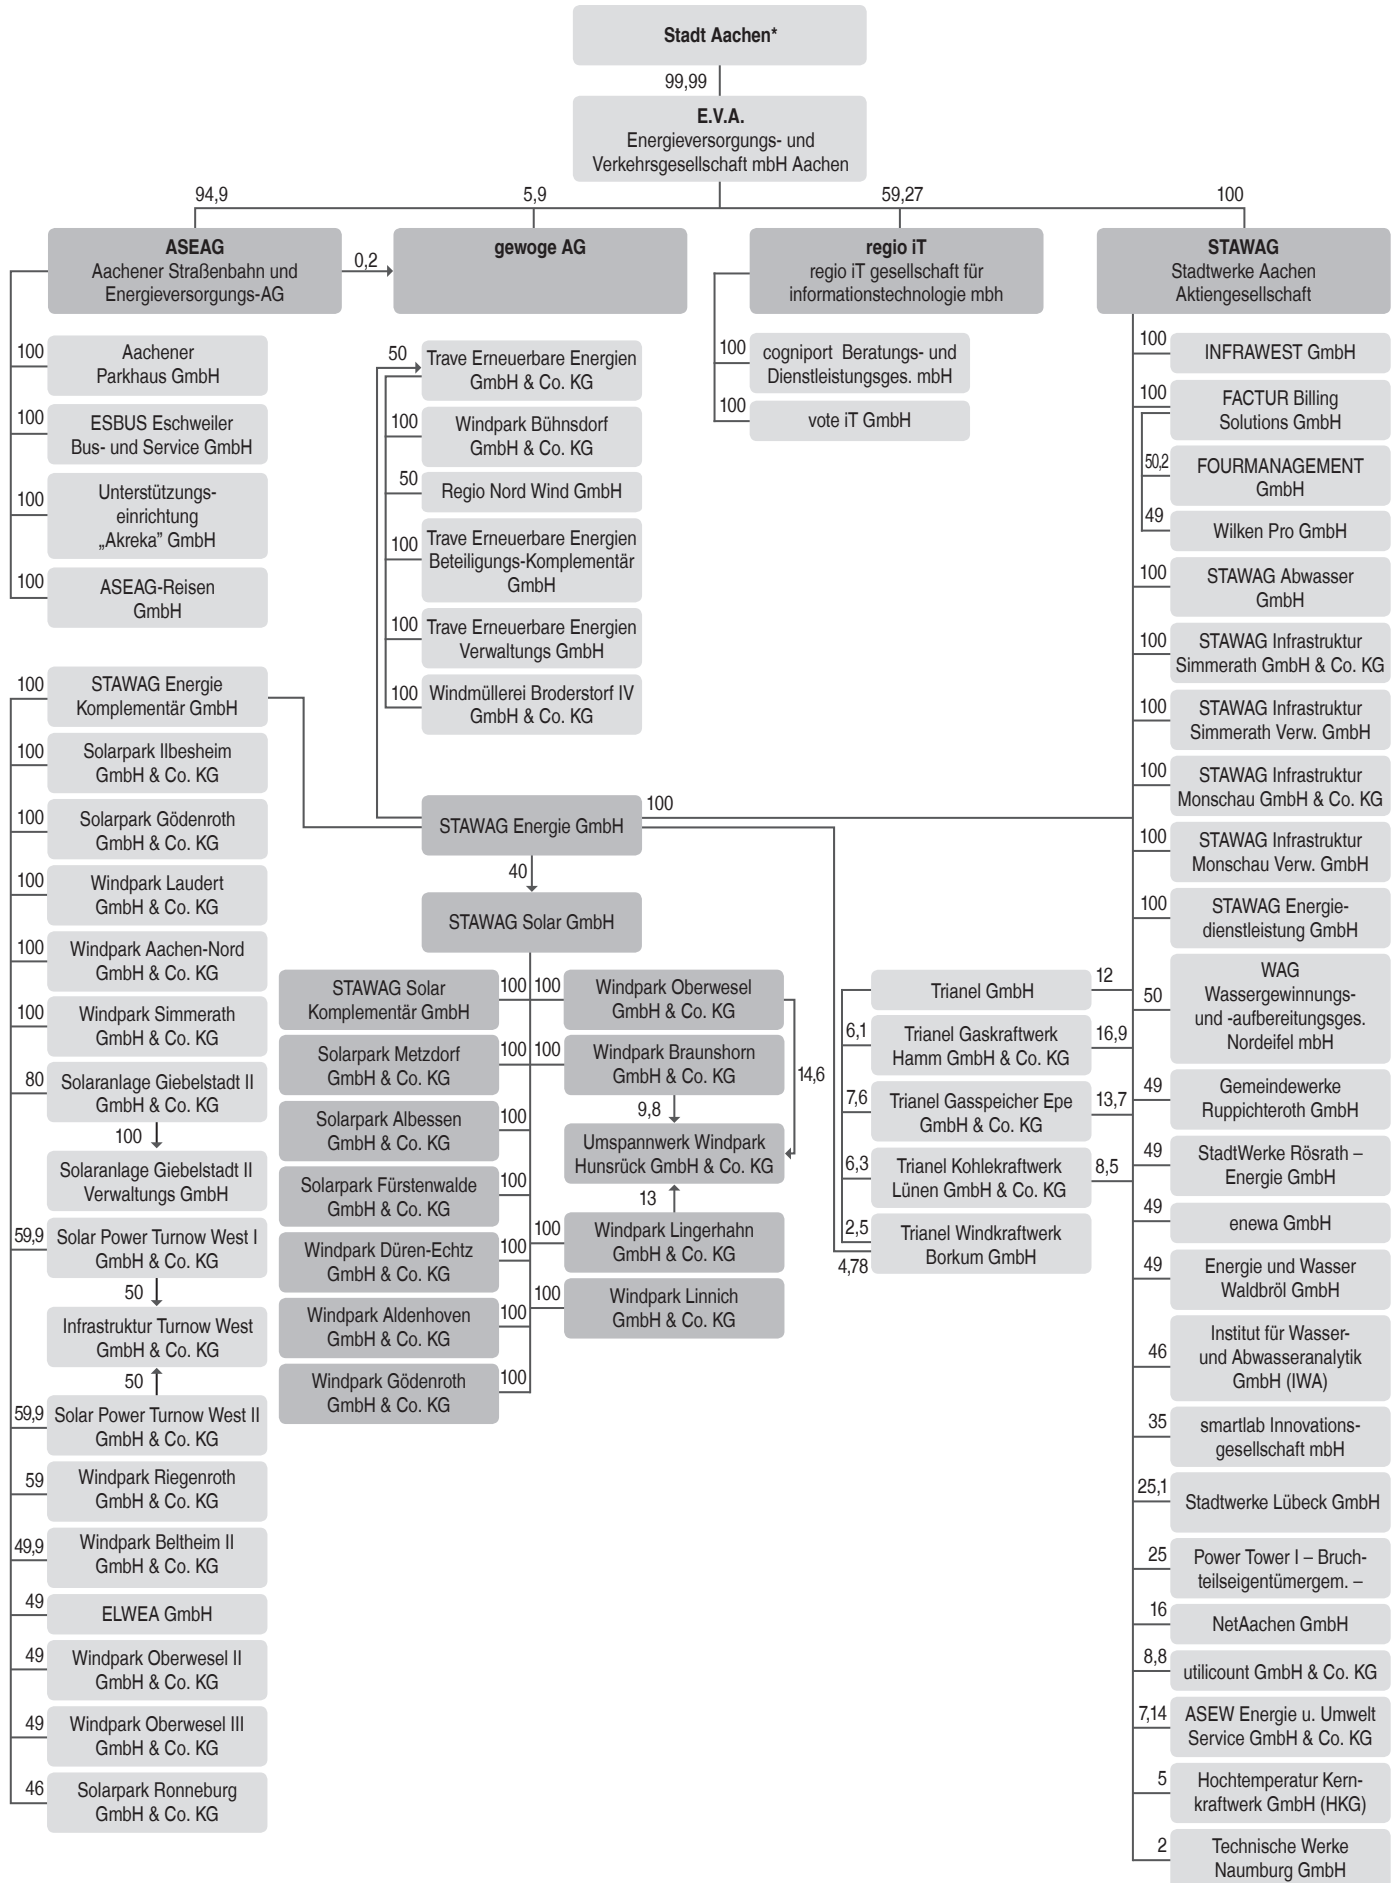 Stadt Aachen*
99,99
E.V.A.
Energieversorgungs- und
Verkehrsgesellschaft mbH Aachen
94,9
5,9
59,27
100
ASEAG
Aachener Straßenbahn und
Energieversorgungs-AG
0,2
gewoge AG
regio iT
regio iT gesellschaft für
informationstechnologie mbh
STAWAG
Stadtwerke Aachen
Aktiengesellschaft
100
Aachener
Parkhaus GmbH
100
ESBUS Eschweiler
Bus- und Service GmbH
100
Unterstützungs-
einrichtung
„Akreka" GmbH
100
ASEAG-Reisen
GmbH
50
Trave Erneuerbare Energien
GmbH & Co. KG
100
Windpark Bühnsdorf
GmbH & Co. KG
50
Regio Nord Wind GmbH
100
Trave Erneuerbare Energien
Beteiligungs-Komplementär
GmbH
100
Trave Erneuerbare Energien
Verwaltungs GmbH
100
Windmüllerei Broderstorf IV
GmbH & Co. KG
100
cogniport Beratungs- und
Dienstleistungsges. mbH
100
vote iT GmbH
100
INFRAWEST GmbH
100
FACTUR Billing
Solutions GmbH
50,2
FOURMANAGEMENT
GmbH
49
Wilken Pro GmbH
100
STAWAG Abwasser
GmbH
100
STAWAG Infrastruktur
Simmerath GmbH & Co. KG
100
STAWAG Infrastruktur
Simmerath Verw. GmbH
100
STAWAG Infrastruktur
Monschau GmbH & Co. KG
100
STAWAG Infrastruktur
Monschau Verw. GmbH
100
STAWAG Energie-
dienstleistung GmbH
50
WAG
Wassergewinnungs-
und -aufbereitungsges.
Nordeifel mbH
49
Gemeindewerke
Ruppichteroth GmbH
49
StadtWerke Rösrath –
Energie GmbH
49
enewa GmbH
49
Energie und Wasser
Waldbröl GmbH
46
Institut für Wasser-
und Abwasseranalytik
GmbH (IWA)
35
smartlab Innovations-
gesellschaft mbH
25,1
Stadtwerke Lübeck GmbH
25
Power Tower I – Bruch-
teilseigentümergem. –
16
NetAachen GmbH
8,8
utilicount GmbH & Co. KG
7,14
ASEW Energie u. Umwelt
Service GmbH & Co. KG
5
Hochtemperatur Kern-
kraftwerk GmbH (HKG)
2
Technische Werke
Naumburg GmbH
100
STAWAG Energie
Komplementär GmbH
100
Solarpark Ilbesheim
GmbH & Co. KG
100
Solarpark Gödenroth
GmbH & Co. KG
100
Windpark Laudert
GmbH & Co. KG
100
Windpark Aachen-Nord
GmbH & Co. KG
100
Windpark Simmerath
GmbH & Co. KG
80
Solaranlage Giebelstadt II
GmbH & Co. KG
100
Solaranlage Giebelstadt II
Verwaltungs GmbH
59,9
Solar Power Turnow West I
GmbH & Co. KG
50
Infrastruktur Turnow West
GmbH & Co. KG
50
59,9
Solar Power Turnow West II
GmbH & Co. KG
59
Windpark Riegenroth
GmbH & Co. KG
49,9
Windpark Beltheim II
GmbH & Co. KG
49
ELWEA GmbH
49
Windpark Oberwesel II
GmbH & Co. KG
49
Windpark Oberwesel III
GmbH & Co. KG
46
Solarpark Ronneburg
GmbH & Co. KG
STAWAG Energie GmbH
100
40
STAWAG Solar GmbH
STAWAG Solar
Komplementär GmbH
100
Solarpark Metzdorf
GmbH & Co. KG
100
Solarpark Albessen
GmbH & Co. KG
100
Solarpark Fürstenwalde
GmbH & Co. KG
100
Windpark Düren-Echtz
GmbH & Co. KG
100
Windpark Aldenhoven
GmbH & Co. KG
100
Windpark Gödenroth
GmbH & Co. KG
100
100
Windpark Oberwesel
GmbH & Co. KG
100
Windpark Braunshorn
GmbH & Co. KG
14,6
9,8
Umspannwerk Windpark
Hunsrück GmbH & Co. KG
13
100
Windpark Lingerhahn
GmbH & Co. KG
100
Windpark Linnich
GmbH & Co. KG
Trianel GmbH
12
6,1
Trianel Gaskraftwerk
Hamm GmbH & Co. KG
16,9
7,6
Trianel Gasspeicher Epe
GmbH & Co. KG
13,7
6,3
Trianel Kohlekraftwerk
Lünen GmbH & Co. KG
8,5
2,5
Trianel Windkraftwerk
Borkum GmbH
4,78